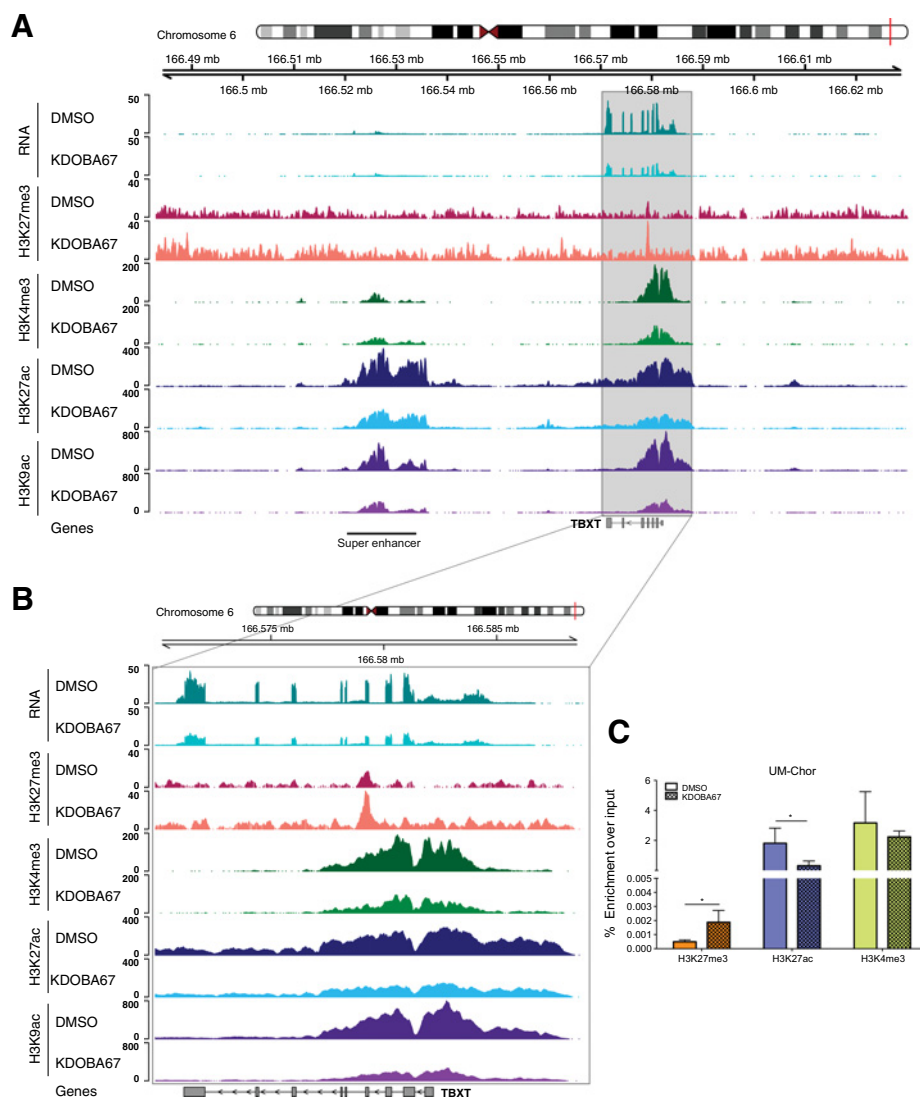 A
Chromosome 6
166.49 mb 166.51 mb 166.53 mb 166.55 mb 166.57 mb 166.59 mb 166.61 mb
166.5 mb 166.52 mb 166.54 mb 166.56 mb 166.58 mb 166.6 mb 166.62 mb
RNA
50
DMSO
0
50
KDOBA67
0
H3K27me3
40
DMSO
0
40
KDOBA67
0
H3K4me3
200
DMSO
0
200
KDOBA67
0
H3K27ac
400
DMSO
0
400
KDOBA67
0
H3K9ac
800
DMSO
0
800
KDOBA67
0
Genes
TBXT
Super enhancer
B
Chromosome 6
166.575 mb 166.585 mb
166.58 mb
RNA
50
DMSO
0
50
KDOBA67
0
H3K27me3
40
DMSO
0
40
KDOBA67
0
H3K4me3
200
DMSO
0
200
KDOBA67
0
H3K27ac
400
DMSO
0
400
KDOBA67
0
H3K9ac
800
DMSO
0
800
KDOBA67
0
Genes
TBXT
C
UM-Chor
DMSO
KDOBA67
% Enrichment over input
6
4
2
0.005
0.004
0.003
0.002
0.001
0.000
*
*
H3K27me3 H3K27ac H3K4me3